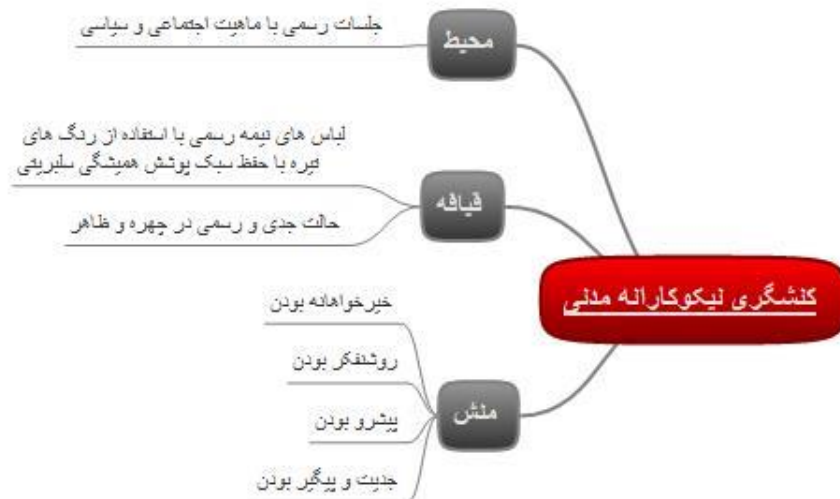 کنشگری نیکوکارانه مدنی
محیط
جلسات رسمی با ماهیت اجتماعی و سیاسی
قیافه
لباس های نیمه رسمی با استفاده از رنگ های
تیره با حفظ سبک پوشش همیشگی سلبریتی
حالت جدی و رسمی در چهره و ظاهر
منش
خیرخواهانه بودن
روشنفکر بودن
پیشرو بودن
جدیت و پیگیر بودن